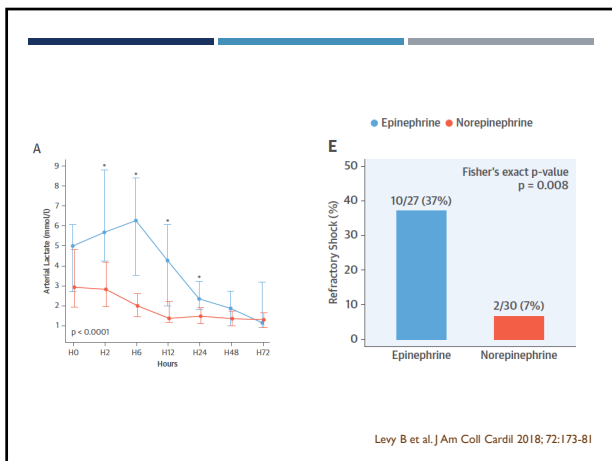 Epinephrine Norepinephrine
A
9
8
7
6
5
4
3
2
1
Arterial Lactate (mmol/l)
* * * *
p < 0.0001
H0 H2 H6 H12 H24 H48 H72
Hours
E
50
40
30
20
10
0
Refractory Shock (%)
Fisher's exact p-value
p = 0.008
10/27 (37%)
2/30 (7%)
Epinephrine Norepinephrine
Levy B et al. J Am Coll Cardil 2018; 72:173-81